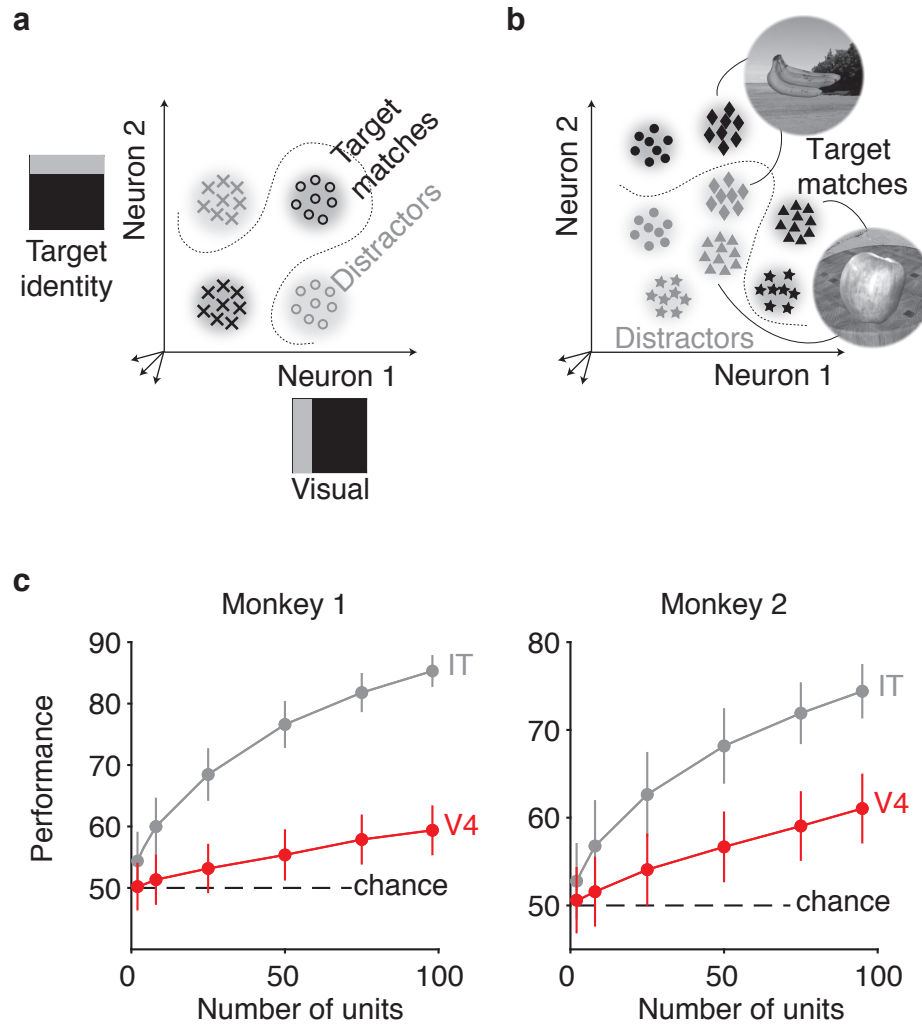 a
Neuron 2
Target
identity
Target
matches
Distractors
Neuron 1
Visual
b
Neuron 2
Target
matches
Distractors
Neuron 1
c
Monkey 1
Performance
90
80
70
60
50
IT
V4
chance
0
50
100
Number of units
Monkey 2
80
70
60
50
IT
V4
chance
0
50
100
Number of units